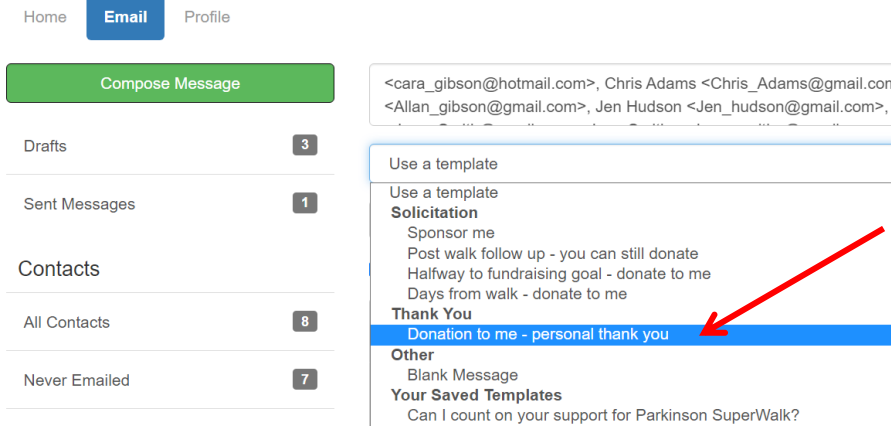 Home Email Profile
Compose Message
Drafts 3
Sent Messages 1
Contacts
All Contacts 8
Never Emailed 7
<cara_gibson@hotmail.com>, Chris Adams <Chris_Adams@gmail.com
<Allan_gibson@gmail.com>, Jen Hudson <Jen_hudson@gmail.com>,
Use a template
Use a template
Solicitation
Sponsor me
Post walk follow up - you can still donate
Halfway to fundraising goal - donate to me
Days from walk - donate to me
Thank You
Donation to me - personal thank you
Other
Blank Message
Your Saved Templates
Can I count on your support for Parkinson SuperWalk?